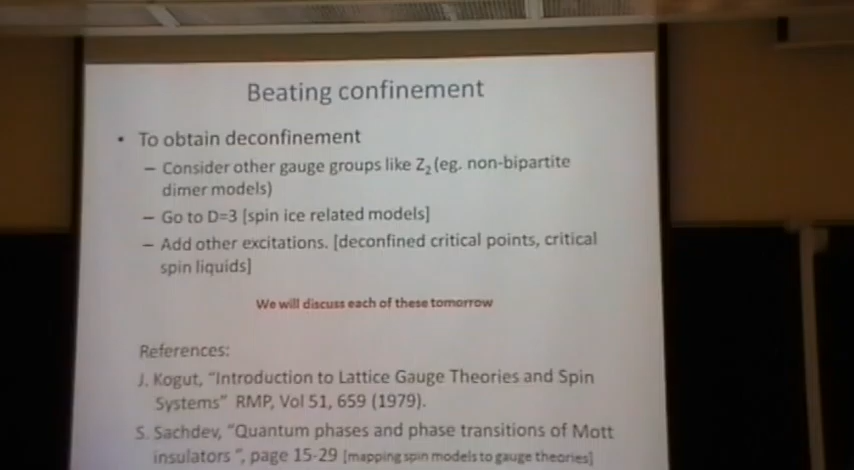 Beating confinement
• To obtain deconfinement
– Consider other gauge groups like Z₂ (eg. non-bipartite
dimer models)
– Go to D=3 [spin ice related models]
– Add other excitations. [deconfined critical points, critical
spin liquids]
We will discuss each of these tomorrow
References:
J. Kogut, "Introduction to Lattice Gauge Theories and Spin
Systems" RMP, Vol 51, 659 (1979).
S. Sachdev, "Quantum phases and phase transitions of Mott
insulators ", page 15-29 [mapping spin models to gauge theories]